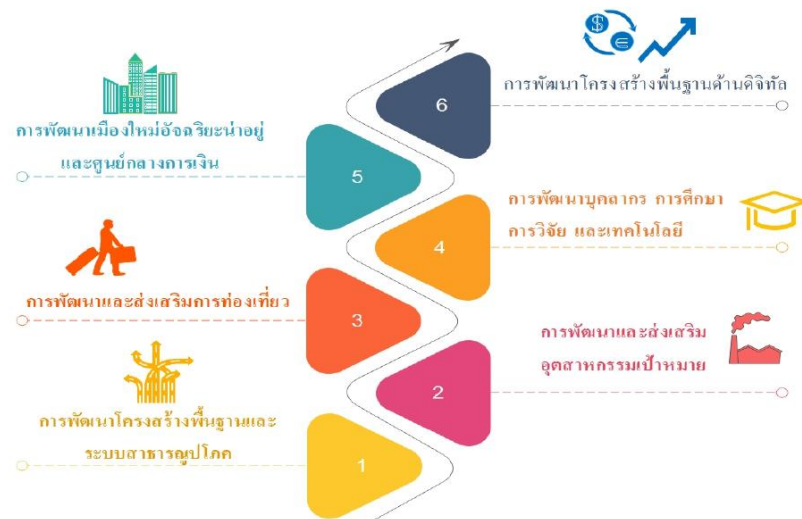 6
การพัฒนาโครงสร้างพื้นฐานด้านดิจิทัล
การพัฒนาเมืองใหม่อัจฉริยะน่าอยู่
และศูนย์กลางการเงิน
5
4
การพัฒนาบุคลากร การศึกษา
การวิจัย และเทคโนโลยี
การพัฒนาและส่งเสริมการท่องเที่ยว
3
2
การพัฒนาและส่งเสริม
อุตสาหกรรมเป้าหมาย
การพัฒนาโครงสร้างพื้นฐานและ
ระบบสาธารณูปโภค
1